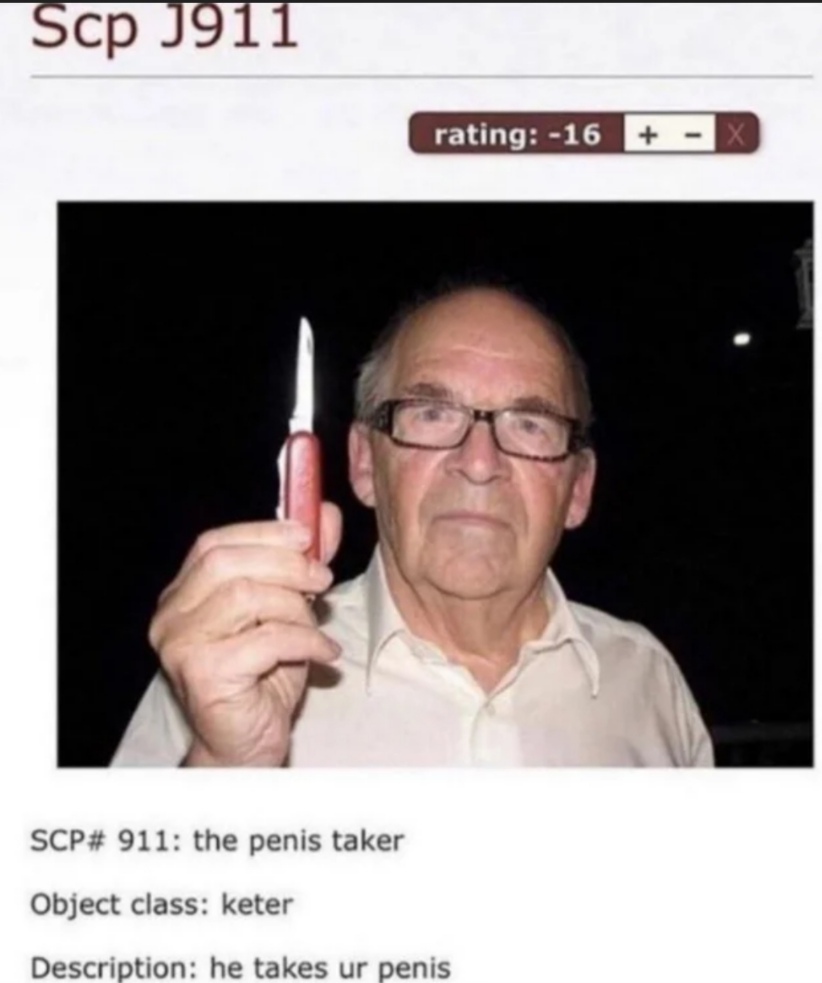 Scp J911
rating: -16 + – X
SCP# 911: the penis taker
Object class: keter
Description: he takes ur penis